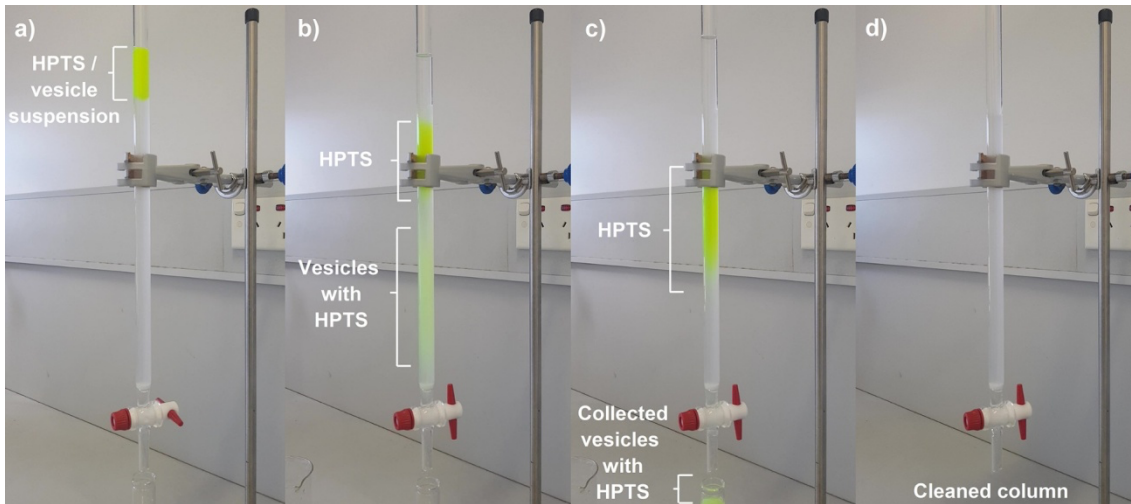 a)
HPTS /
vesicle
suspension
b)
HPTS
Vesicles
with
HPTS
c)
HPTS
Collected
vesicles
with
HPTS
d)
Cleaned column